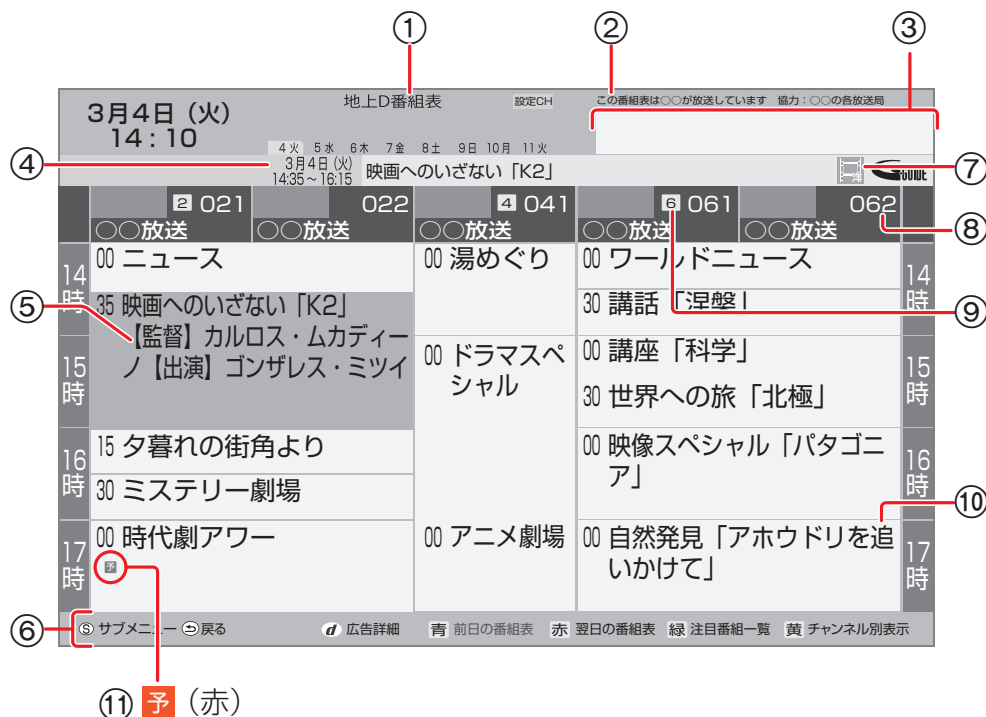 ① ② ③
3月4日（火）
14：10
地上D番組表 設定CH
この番組表は○○が放送しています 協力：○○の各放送局
4火 5水 6木 7金 8土 9日 10月 11火
④
3月4日（火）
14:35～16:15
映画へのいざない「K2」
洋
G-GUIDE
⑦
2 021 022 4 041 6 061 062
○○放送 ○○放送 ○○放送 ○○放送 ○○放送
⑧
⑨
14時
00 ニュース
00 湯めぐり
00 ワールドニュース
14時
30 講話「涅槃」
⑤
35 映画へのいざない「K2」
【監督】カルロス・ムカディー
ノ【出演】ゴンザレス・ミツイ
15時
00 ドラマスペ
シャル
00 講座「科学」
15時
30 世界への旅「北極」
16時
15 夕暮れの街角より
00 映像スペシャル「パタゴニ
ア」
16時
30 ミステリー劇場
⑩
17時
00 時代劇アワー
予
00 アニメ劇場
00 自然発見「アホウドリを追
いかけて」
17時
⑥
S サブメニュー 戻る d 広告詳細 青 前日の番組表 赤 翌日の番組表 緑 注目番組一覧 黄 チャンネル別表示
⑪ 予（赤）